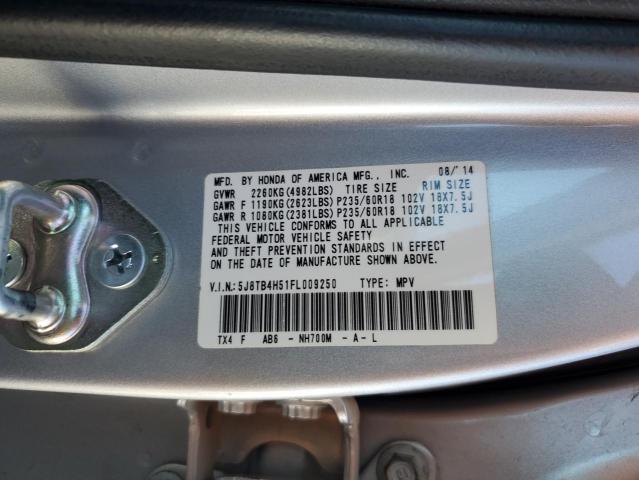 MFD. BY HONDA OF AMERICA MFG., INC. 08/'14
GVWR 2260KG(4982LBS) TIRE SIZE RIM SIZE
GAWR F 1190KG(2623LBS)P235/60R18 102V 18X7.5J
GAWR R 1080KG(2381LBS)P235/60R18 102V 18X7.5J
THIS VEHICLE CONFORMS TO ALL APPLICABLE
FEDERAL MOTOR VEHICLE SAFETY
AND THEFT PREVENTION STANDARDS IN EFFECT
ON THE DATE OF MANUFACTURE SHOWN ABOVE.
V.I.N.: 5J8TB4H51FL009250 TYPE: MPV
TX4 F AB6 - NH700M - A - L